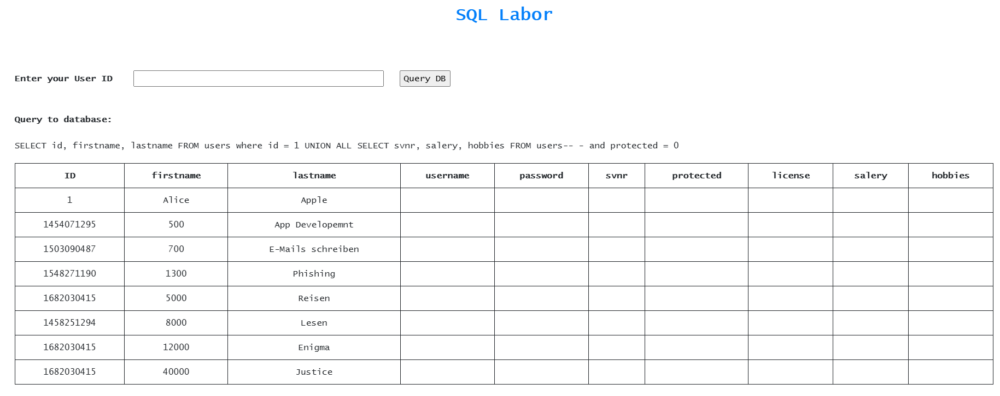 SQL Labor
Enter your User ID Query DB
Query to database:
SELECT id, firstname, lastname FROM users where id = 1 UNION ALL SELECT svnr, salery, hobbies FROM users-- - and protected = 0
ID firstname lastname username password svnr protected license salery hobbies
1 Alice Apple
1454071295 500 App Developemnt
1503090487 700 E-Mails schreiben
1548271190 1300 Phishing
1682030415 5000 Reisen
1458251294 8000 Lesen
1682030415 12000 Enigma
1682030415 40000 Justice